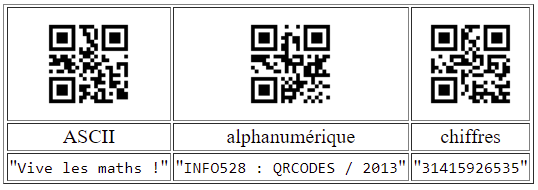 ASCII alphanumérique chiffres
"Vive les maths !" "INFO528 : QRCODES / 2013" "31415926535"